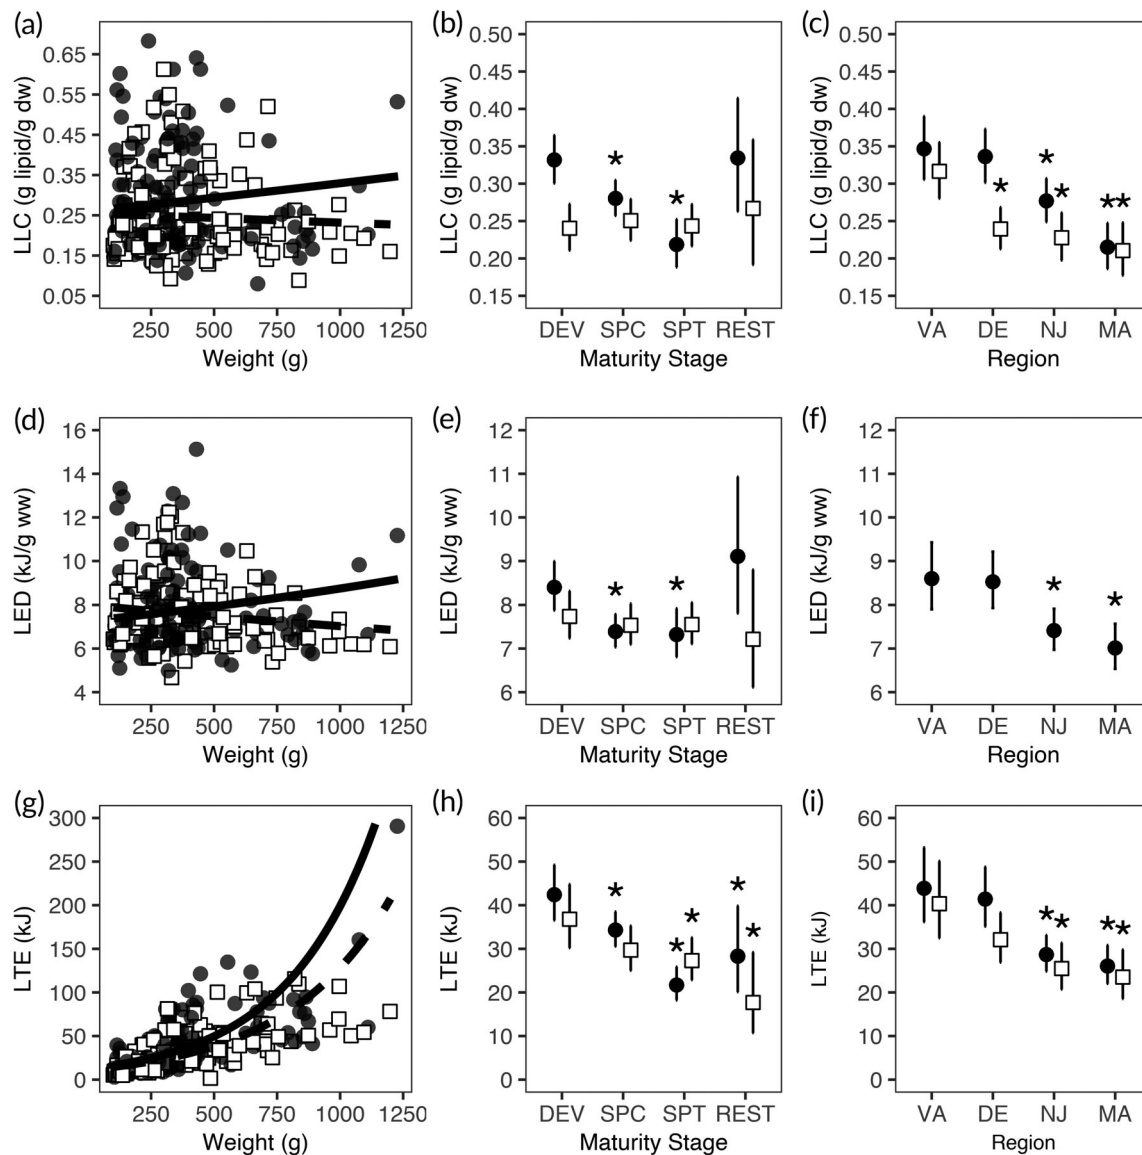 (a)
LLC (g lipid/g dw)
0.65
0.55
0.45
0.35
0.25
0.15
0.05
250 500 750 1000 1250
Weight (g)
(b)
LLC (g lipid/g dw)
0.50
0.45
0.40
0.35
0.30
0.25
0.20
0.15
* *
DEV SPC SPT REST
Maturity Stage
(c)
LLC (g lipid/g dw)
0.50
0.45
0.40
0.35
0.30
0.25
0.20
0.15
* * * * *
VA DE NJ MA
Region
(d)
LED (kJ/g ww)
16
14
12
10
8
6
4
250 500 750 1000 1250
Weight (g)
(e)
LED (kJ/g ww)
12
11
10
9
8
7
6
* *
DEV SPC SPT REST
Maturity Stage
(f)
LED (kJ/g ww)
12
11
10
9
8
7
6
* *
VA DE NJ MA
Region
(g)
LTE (kJ)
300
250
200
150
100
50
0
250 500 750 1000 1250
Weight (g)
(h)
LTE (kJ)
60
50
40
30
20
10
0
* * * * *
DEV SPC SPT REST
Maturity Stage
(i)
LTE (kJ)
60
50
40
30
20
10
0
* * * *
VA DE NJ MA
Region